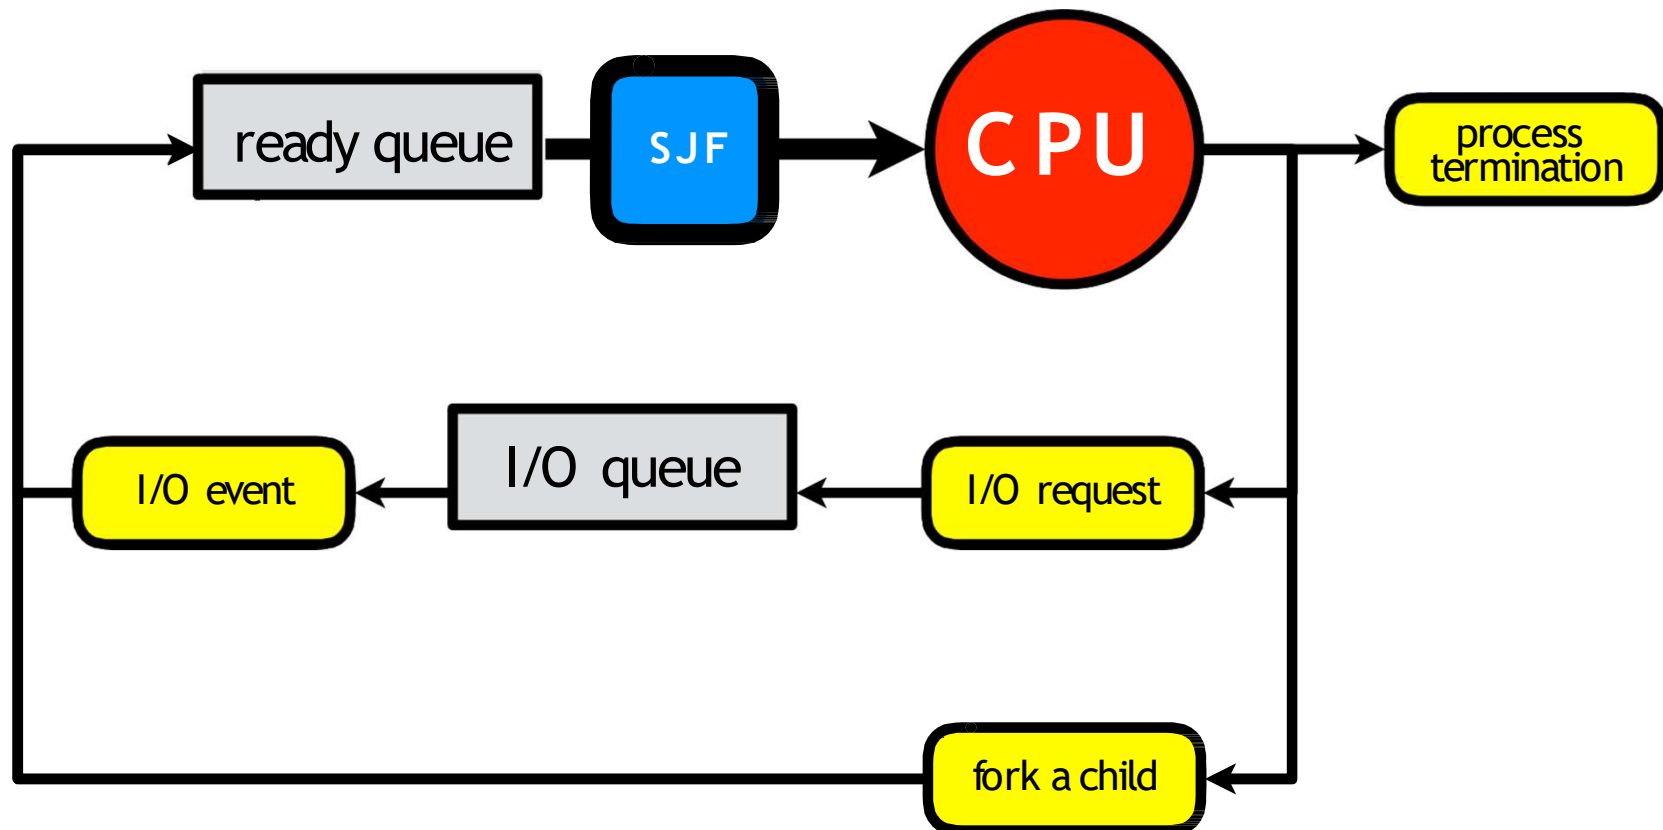 ready queue
SJF
CPU
process
termination
I/O event
I/O queue
I/O request
fork a child